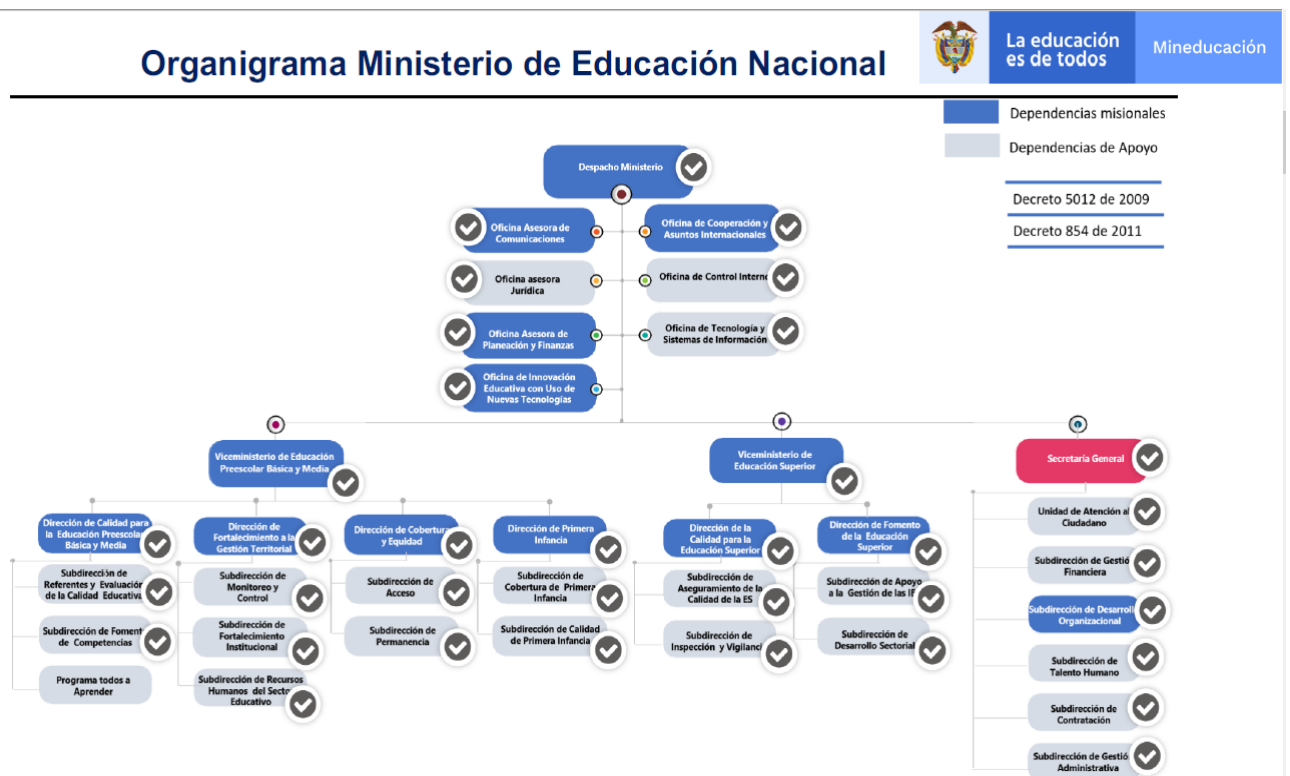 Organigrama Ministerio de Educación Nacional
La educación
es de todos
Mineducación
Dependencias misionales
Dependencias de Apoyo
Decreto 5012 de 2009
Decreto 854 de 2011
Despacho Ministerio
Oficina Asesora de
Comunicaciones
Oficina de Cooperación y
Asuntos Internacionales
Oficina asesora
Jurídica
Oficina de Control Intern
Oficina Asesora de
Planeación y Finanzas
Oficina de Tecnología y
Sistemas de Información
Oficina de Innovación
Educativa con Uso de
Nuevas Tecnologías
Viceministerio de Educación
Preescolar Básica y Media
Viceministerio de
Educación Superior
Secretaría General
Dirección de Calidad para
la Educación Preescolar
Básica y Media
Subdirección de
Referentes y Evaluación
de la Calidad Educativa
Subdirección de Foment
de Competencias
Programa todos a
Aprender
Dirección de
Fortalecimiento a la
Gestión Territorial
Subdirección de
Monitoreo y
Control
Subdirección de
Fortalecimiento
Institucional
Subdirección de Recursos
Humanos del Secto
Educativo
Dirección de Cobertura
y Equidad
Subdirección de
Acceso
Subdirección de
Permanencia
Dirección de Primera
Infancia
Subdirección de
Cobertura de Primera
Infancia
Subdirección de Calidad
de Primera Infancia
Dirección de la
Calidad para la
Educación Superior
Subdirección de
Aseguramiento de la
Calidad de la ES
Subdirección de
Inspección y Vigilanci
Dirección de Fomento
de la Educación
Superior
Subdirección de Apoyo
a la Gestión de las IE
Subdirección de
Desarrollo Sectorial
Unidad de Atención al
Ciudadano
Subdirección de Gestió
Financiera
Subdirección de Desarroll
Organizacional
Subdirección de
Talento Humano
Subdirección de
Contratación
Subdirección de Gestió
Administrativa